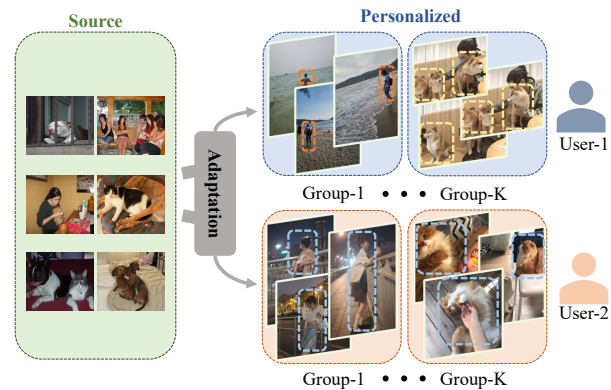 Source
Personalized
Adaptation
User-1
Group-1 • • • Group-K
User-2
Group-1 • • • Group-K